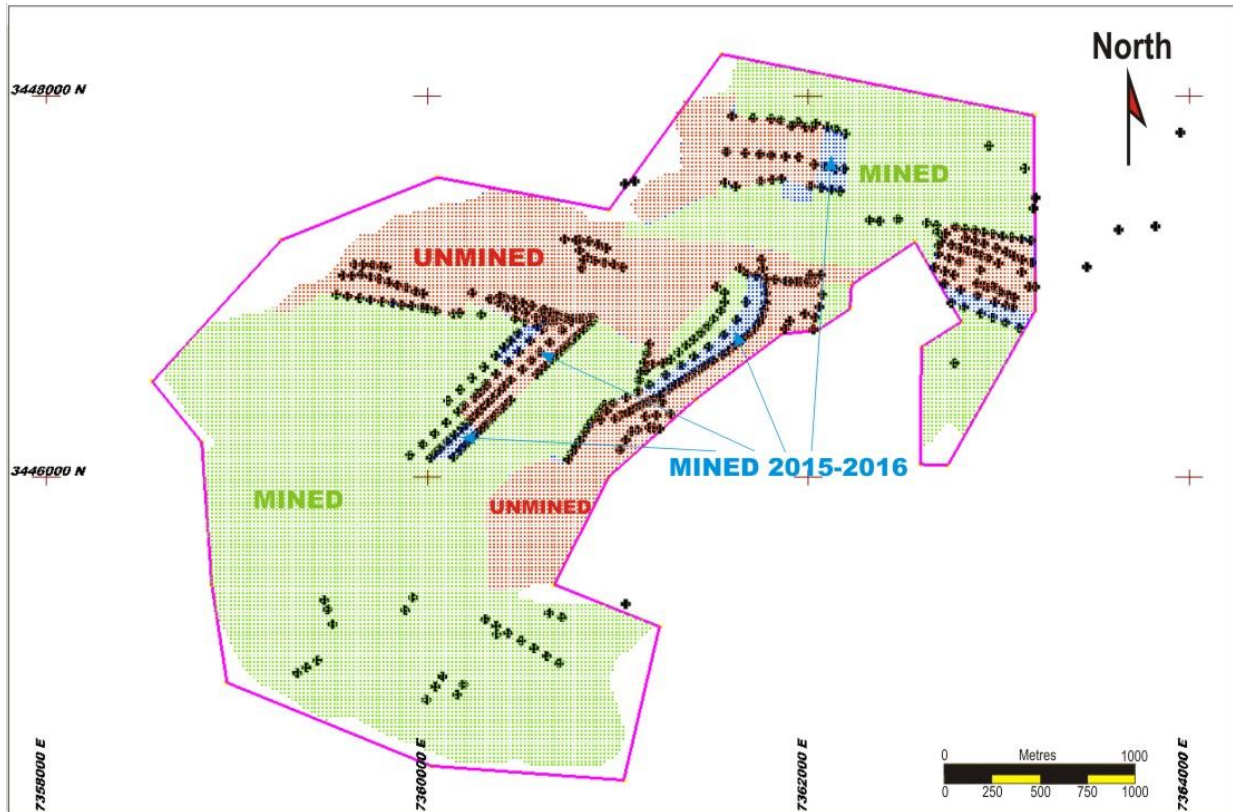 North
3448000 N
MINED
UNMINED
3446000 N
MINED 2015-2016
MINED
UNMINED
7358000 E
7360000 E
7362000 E
7364000 E
0 Metres 1000
0 250 500 750 1000